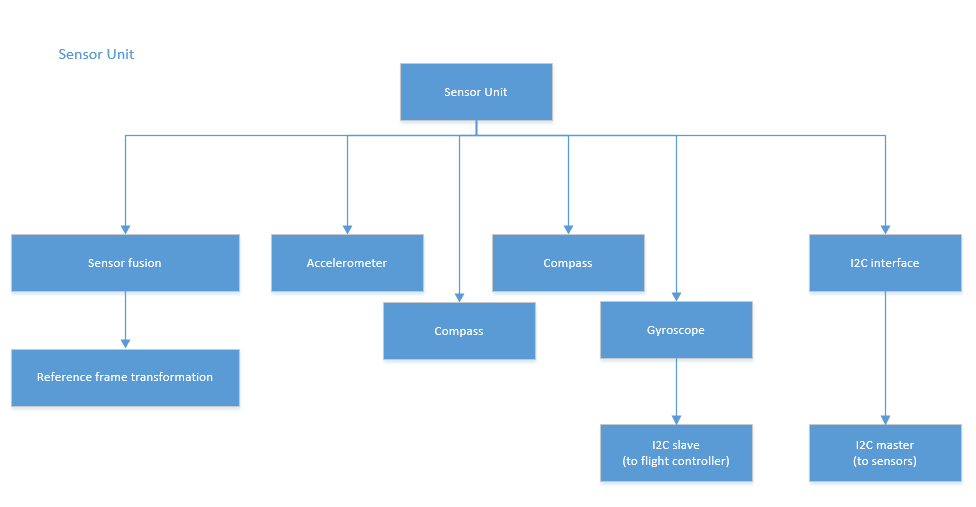 Sensor Unit
Sensor Unit
Sensor fusion
Accelerometer
Compass
I2C interface
Compass
Gyroscope
Reference frame transformation
I2C slave
(to flight controller)
I2C master
(to sensors)